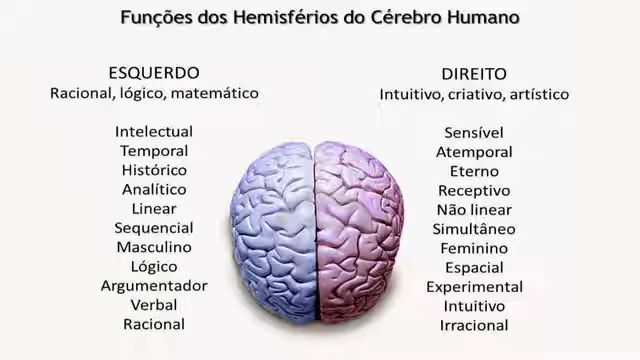 Funções dos Hemisférios do Cérebro Humano
ESQUERDO
Racional, lógico, matemático
Intelectual
Temporal
Histórico
Analítico
Linear
Sequencial
Masculino
Lógico
Argumentador
Verbal
Racional
DIREITO
Intuitivo, criativo, artístico
Sensível
Atemporal
Eterno
Receptivo
Não linear
Simultâneo
Feminino
Espacial
Experimental
Intuitivo
Irracional